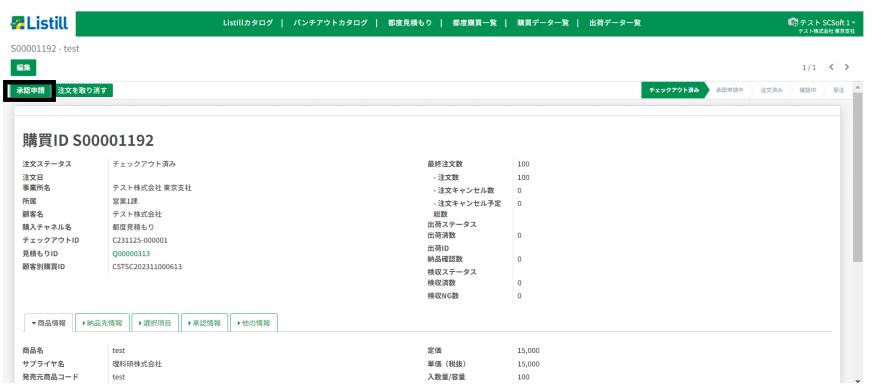 Listill
Listillカタログ | パンチアウトカタログ | 都度見積もり | 都度購買一覧 | 購買データ一覧 | 出荷データ一覧
テスト SCSoft 1
テスト株式会社 東京支社
S00001192 - test
編集
1 / 1
承認申請 注文を取り消す
チェックアウト済み 承認申請中 注文済み 確認中 受注
購買ID S00001192
注文ステータス チェックアウト済み
注文日
事業所名 テスト株式会社 東京支社
所属 営業1課
顧客名 テスト株式会社
購入チャネル名 都度見積もり
チェックアウトID C231125-000001
見積もりID Q00000313
顧客別購買ID CSTSC202311000613
最終注文数 100
- 注文数 100
- 注文キャンセル数 0
- 注文キャンセル予定 0
総数
出荷ステータス
出荷済数 0
出荷ID
納品確認数 0
検収ステータス
検収済数 0
検収NG数 0
商品情報 納品先情報 選択項目 承認情報 他の情報
商品名 test
サプライヤ名 理科研株式会社
発売元商品コード test
定価 15,000
単価（税抜） 15,000
入数量/容量 100